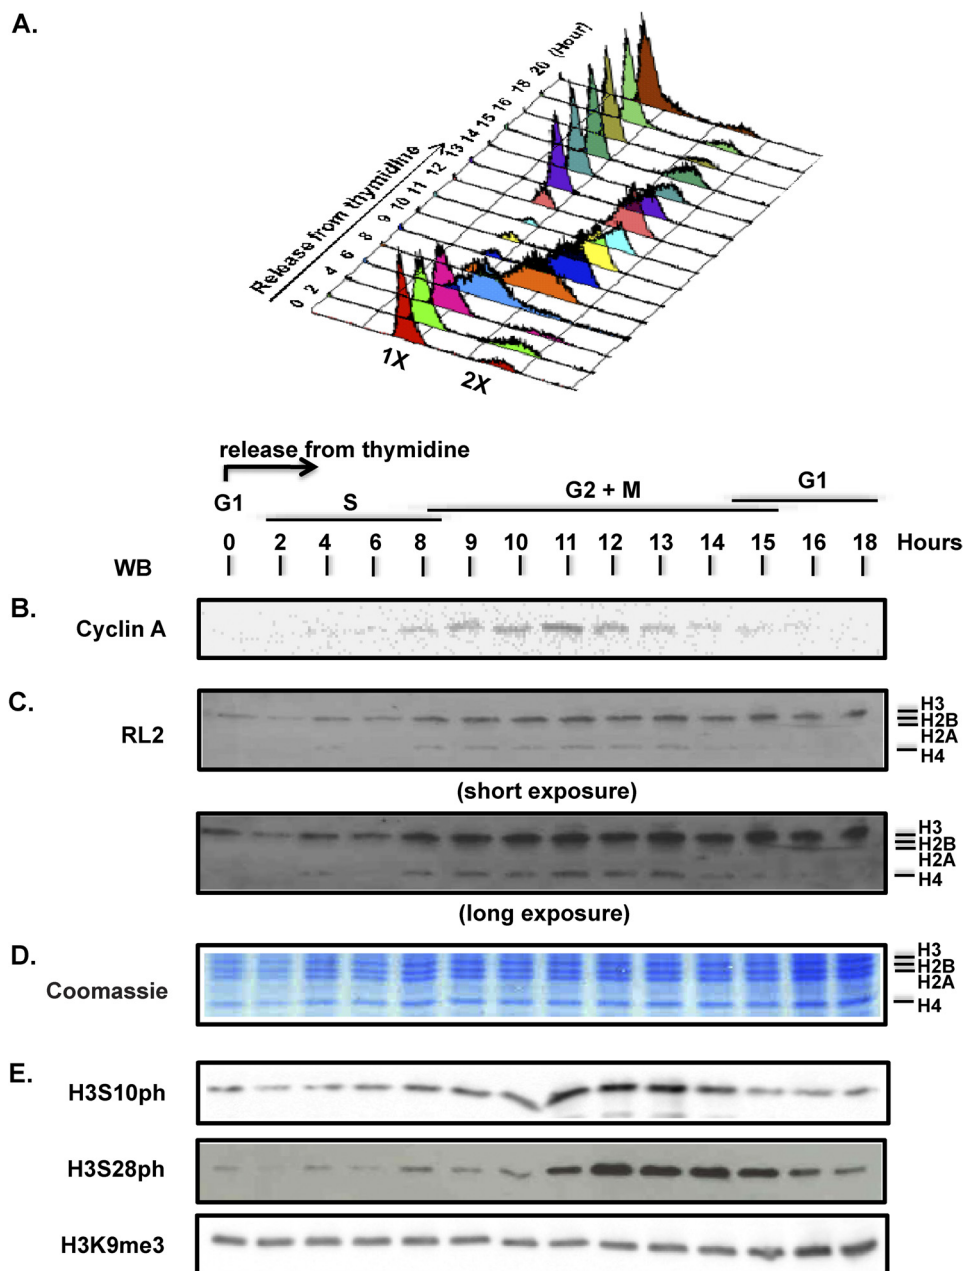 A.
Release from thymidine
0 2 4 6 8 9 10 11 12 13 14 15 16 18 20 (Hour)
1X
2X
release from thymidine
G1
S
G2 + M
G1
0 2 4 6 8 9 10 11 12 13 14 15 16 18 Hours
WB
B.
Cyclin A
C.
RL2
H3
H2B
H2A
H4
(short exposure)
H3
H2B
H2A
H4
(long exposure)
D.
Coomassie
H3
H2B
H2A
H4
E.
H3S10ph
H3S28ph
H3K9me3